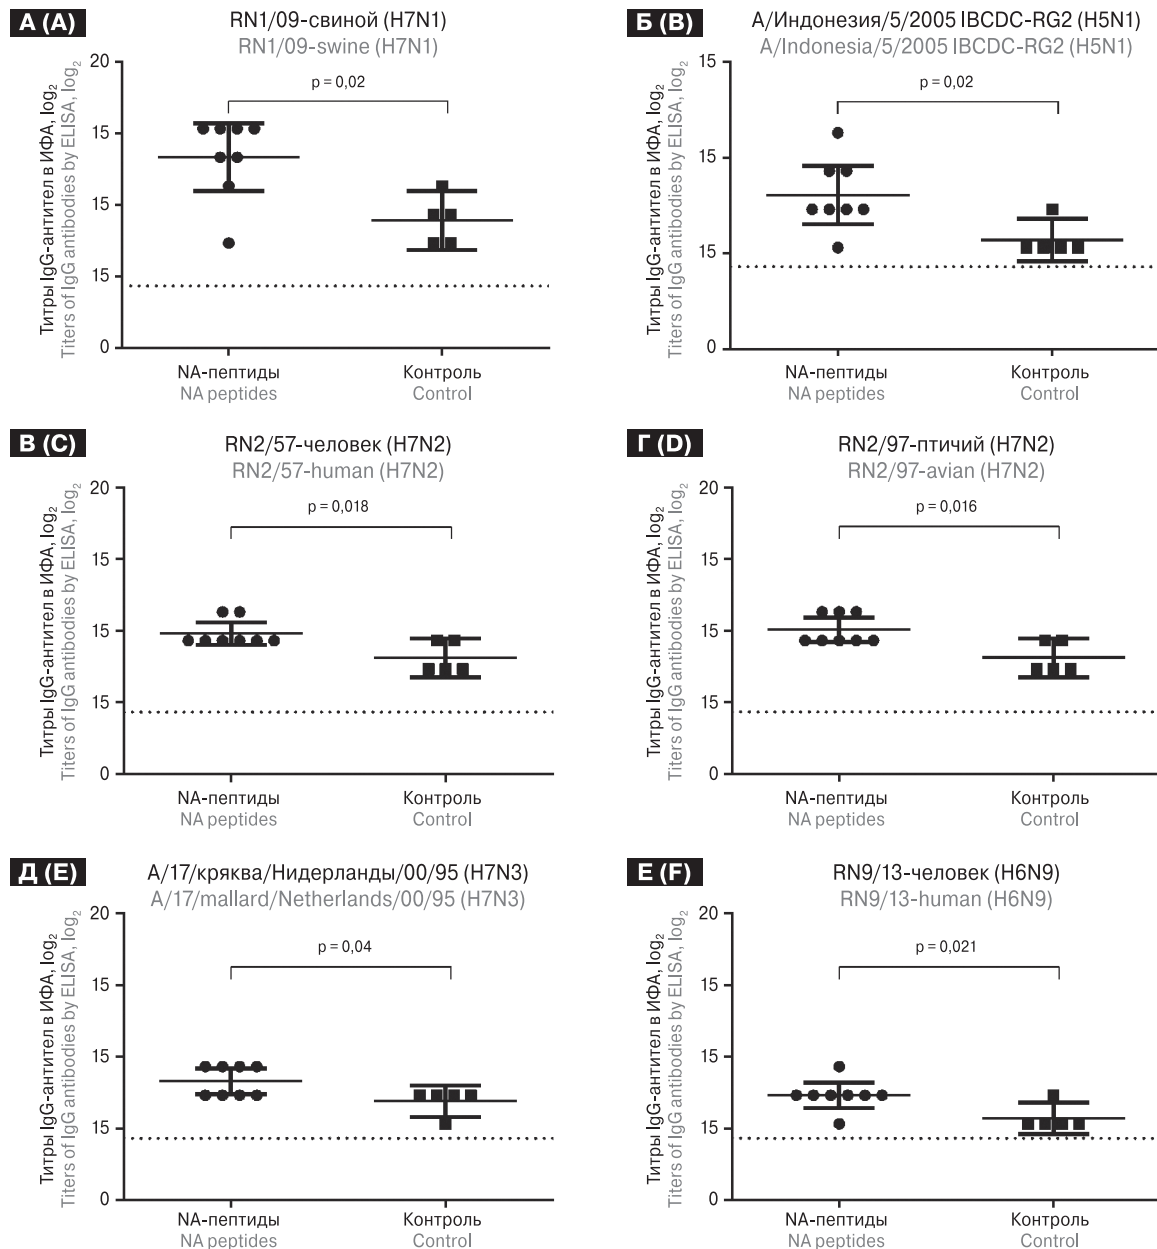 А (A)
RN1/09-свиной (H7N1)
RN1/09-swine (H7N1)
Титры IgG-антител в ИФА, log2
Titers of IgG antibodies by ELISA, log2
20
15
15
15
0
p = 0,02
NA-пептиды
NA peptides
Контроль
Control
Б (B)
А/Индонезия/5/2005 IBCDC-RG2 (H5N1)
A/Indonesia/5/2005 IBCDC-RG2 (H5N1)
Титры IgG-антител в ИФА, log2
Titers of IgG antibodies by ELISA, log2
15
15
15
0
p = 0,02
NA-пептиды
NA peptides
Контроль
Control
В (C)
RN2/57-человек (H7N2)
RN2/57-human (H7N2)
Титры IgG-антител в ИФА, log2
Titers of IgG antibodies by ELISA, log2
20
15
15
15
0
p = 0,018
NA-пептиды
NA peptides
Контроль
Control
Г (D)
RN2/97-птичий (H7N2)
RN2/97-avian (H7N2)
Титры IgG-антител в ИФА, log2
Titers of IgG antibodies by ELISA, log2
20
15
15
15
0
p = 0,016
NA-пептиды
NA peptides
Контроль
Control
Д (E)
А/17/кряква/Нидерланды/00/95 (H7N3)
A/17/mallard/Netherlands/00/95 (H7N3)
Титры IgG-антител в ИФА, log2
Titers of IgG antibodies by ELISA, log2
20
15
15
15
0
p = 0,04
NA-пептиды
NA peptides
Контроль
Control
Е (F)
RN9/13-человек (H6N9)
RN9/13-human (H6N9)
Титры IgG-антител в ИФА, log2
Titers of IgG antibodies by ELISA, log2
20
15
15
15
0
p = 0,021
NA-пептиды
NA peptides
Контроль
Control